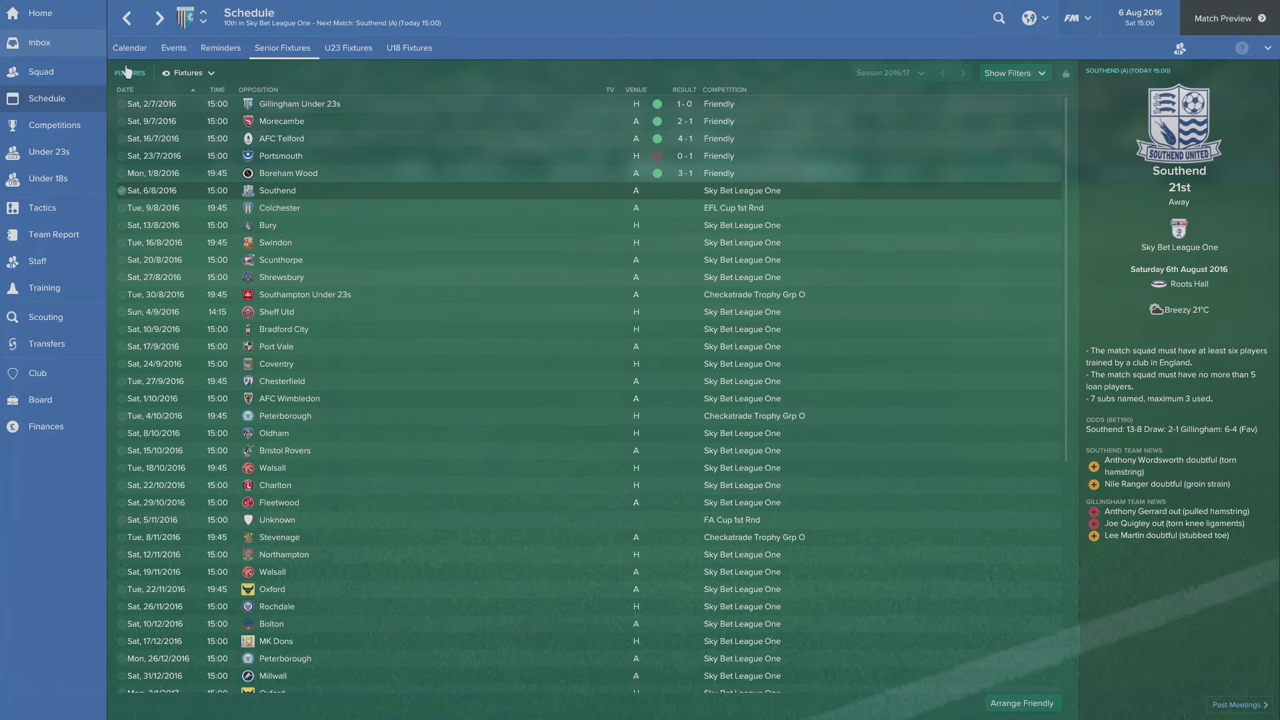 Home
Schedule
10th in Sky Bet League One - Next Match: Southend (A) (Today 15:00)
FM
6 Aug 2016
Sat 15:00
Match Preview
Inbox
Squad
Schedule
Competitions
Under 23s
Under 18s
Tactics
Team Report
Staff
Training
Scouting
Transfers
Club
Board
Finances
Calendar Events Reminders Senior Fixtures U23 Fixtures U18 Fixtures
Fixtures
Season 2016/17
Show Filters
DATE TIME OPPOSITION TV VENUE RESULT COMPETITION
Sat, 2/7/2016 15:00 Gillingham Under 23s H 1 - 0 Friendly
Sat, 9/7/2016 15:00 Morecambe A 2 - 1 Friendly
Sat, 16/7/2016 15:00 AFC Telford A 4 - 1 Friendly
Sat, 23/7/2016 15:00 Portsmouth H 0 - 1 Friendly
Mon, 1/8/2016 19:45 Boreham Wood A 3 - 1 Friendly
Sat, 6/8/2016 15:00 Southend A Sky Bet League One
Tue, 9/8/2016 19:45 Colchester A EFL Cup 1st Rnd
Sat, 13/8/2016 15:00 Bury H Sky Bet League One
Tue, 16/8/2016 19:45 Swindon H Sky Bet League One
Sat, 20/8/2016 15:00 Scunthorpe A Sky Bet League One
Sat, 27/8/2016 15:00 Shrewsbury A Sky Bet League One
Tue, 30/8/2016 19:45 Southampton Under 23s A Checkatrade Trophy Grp O
Sun, 4/9/2016 14:15 Sheff Utd H Sky Bet League One
Sat, 10/9/2016 15:00 Bradford City H Sky Bet League One
Sat, 17/9/2016 15:00 Port Vale A Sky Bet League One
Sat, 24/9/2016 15:00 Coventry H Sky Bet League One
Tue, 27/9/2016 19:45 Chesterfield A Sky Bet League One
Sat, 1/10/2016 15:00 AFC Wimbledon A Sky Bet League One
Tue, 4/10/2016 19:45 Peterborough H Checkatrade Trophy Grp O
Sat, 8/10/2016 15:00 Oldham H Sky Bet League One
Sat, 15/10/2016 15:00 Bristol Rovers A Sky Bet League One
Tue, 18/10/2016 19:45 Walsall H Sky Bet League One
Sat, 22/10/2016 15:00 Charlton H Sky Bet League One
Sat, 29/10/2016 15:00 Fleetwood A Sky Bet League One
Sat, 5/11/2016 15:00 Unknown FA Cup 1st Rnd
Tue, 8/11/2016 19:45 Stevenage A Checkatrade Trophy Grp O
Sat, 12/11/2016 15:00 Northampton H Sky Bet League One
Sat, 19/11/2016 15:00 Walsall A Sky Bet League One
Tue, 22/11/2016 19:45 Oxford A Sky Bet League One
Sat, 26/11/2016 15:00 Rochdale H Sky Bet League One
Sat, 10/12/2016 15:00 Bolton A Sky Bet League One
Sat, 17/12/2016 15:00 MK Dons H Sky Bet League One
Mon, 26/12/2016 15:00 Peterborough A Sky Bet League One
Sat, 31/12/2016 15:00 Millwall A Sky Bet League One
Arrange Friendly
SOUTHEND (A) (TODAY 15:00)
SOUTHEND UNITED
Southend
21st
Away
Sky Bet League One
Saturday 6th August 2016
Roots Hall
Breezy 21°C
- The match squad must have at least six players
trained by a club in England.
- The match squad must have no more than 5
loan players.
- 7 subs named, maximum 3 used.
ODDS (BET190)
Southend: 13-8 Draw: 2-1 Gillingham: 6-4 (Fav)
SOUTHEND TEAM NEWS
Anthony Wordsworth doubtful (torn
hamstring)
Nile Ranger doubtful (groin strain)
GILLINGHAM TEAM NEWS
Anthony Gerrard out (pulled hamstring)
Joe Quigley out (torn knee ligaments)
Lee Martin doubtful (stubbed toe)
Past Meetings